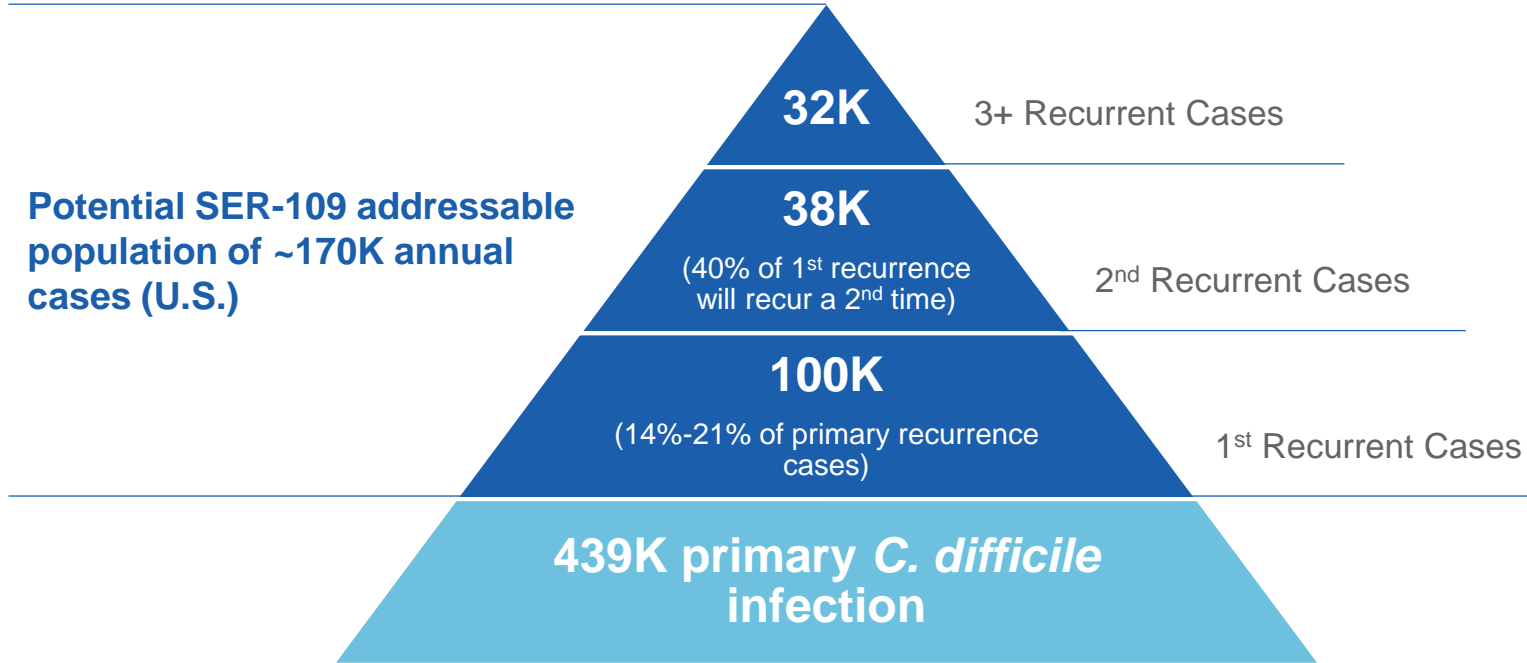 32K
3+ Recurrent Cases
Potential SER-109 addressable
population of ~170K annual
cases (U.S.)
38K
(40% of 1st recurrence
will recur a 2nd time)
2nd Recurrent Cases
100K
(14%-21% of primary recurrence
cases)
1st Recurrent Cases
439K primary C. difficile
infection